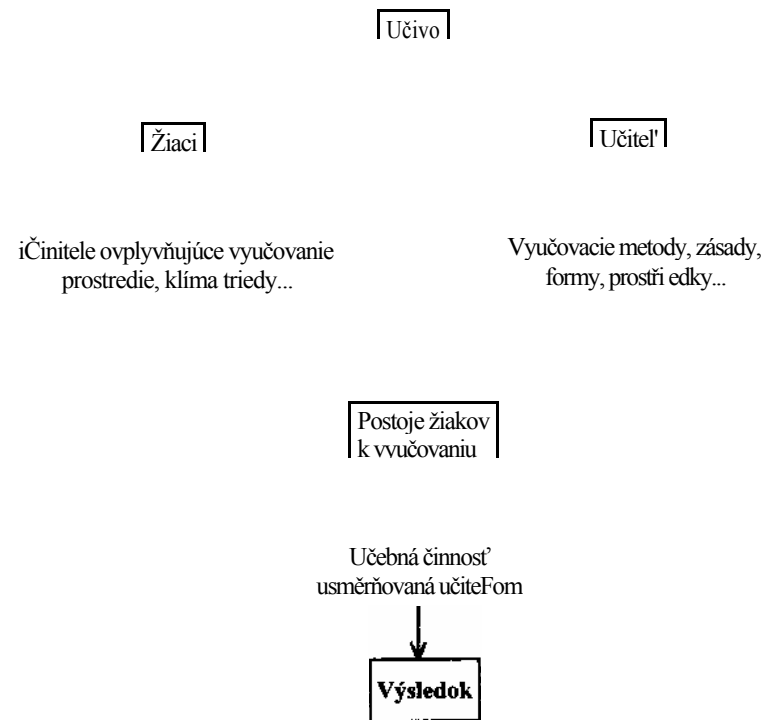 Učivo
Žiaci
Učitel'
iČinitele ovplyvňujúce vyučovanie
prostredie, klíma triedy...
Vyučovacie metody, zásady,
formy, prostři edky...
Postoje žiakov
k vvučovaniu
Učebná činnosť
usměrňovaná učiteFom
Výsledok